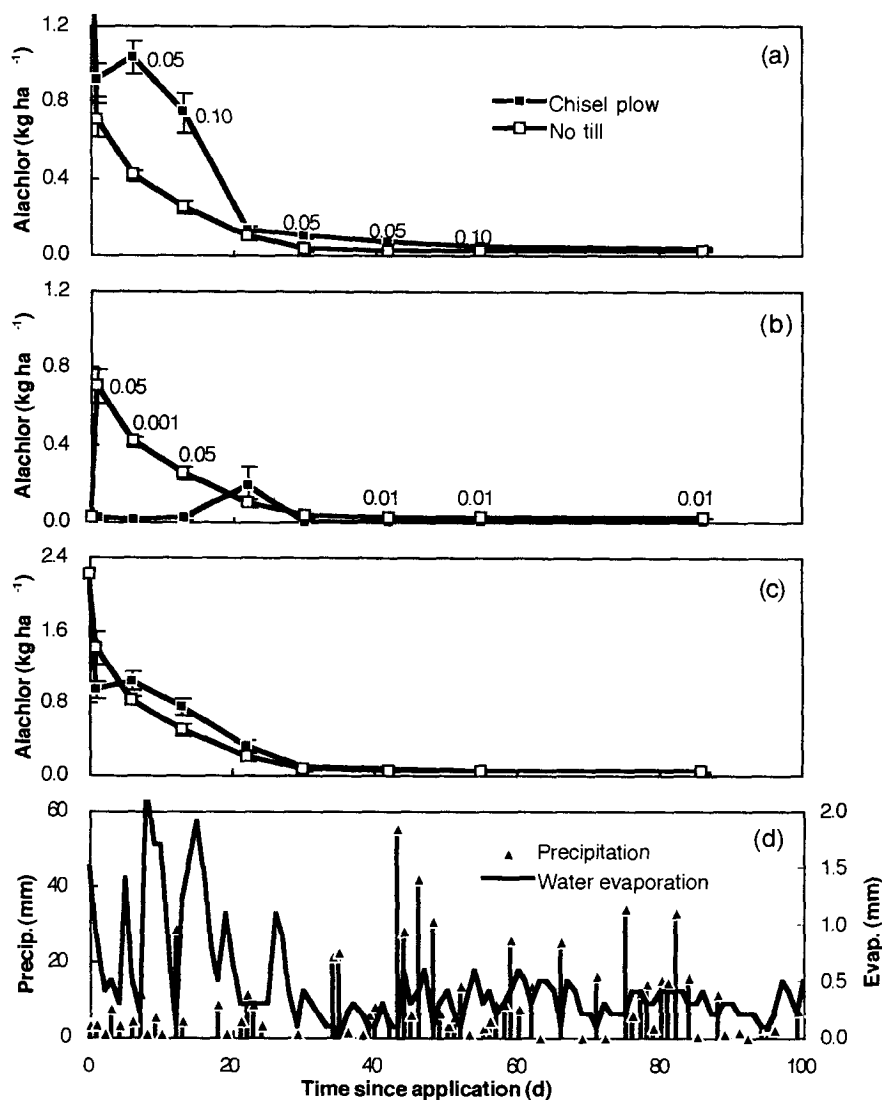 1.2
0.8
0.4
0.0
Alachlor (kg ha -1)
(a)
0.05
0.10
Chisel plow
No till
0.05
0.05
0.10
1.2
0.8
0.4
0.0
Alachlor (kg ha -1)
(b)
0.05
0.001
0.05
0.01
0.01
0.01
2.4
1.6
0.8
0.0
Alachlor (kg ha -1)
(c)
60
40
20
0
Precip. (mm)
(d)
Precipitation
Water evaporation
2.0
1.5
1.0
0.5
0.0
Evap. (mm)
0 20 40 60 80 100
Time since application (d)